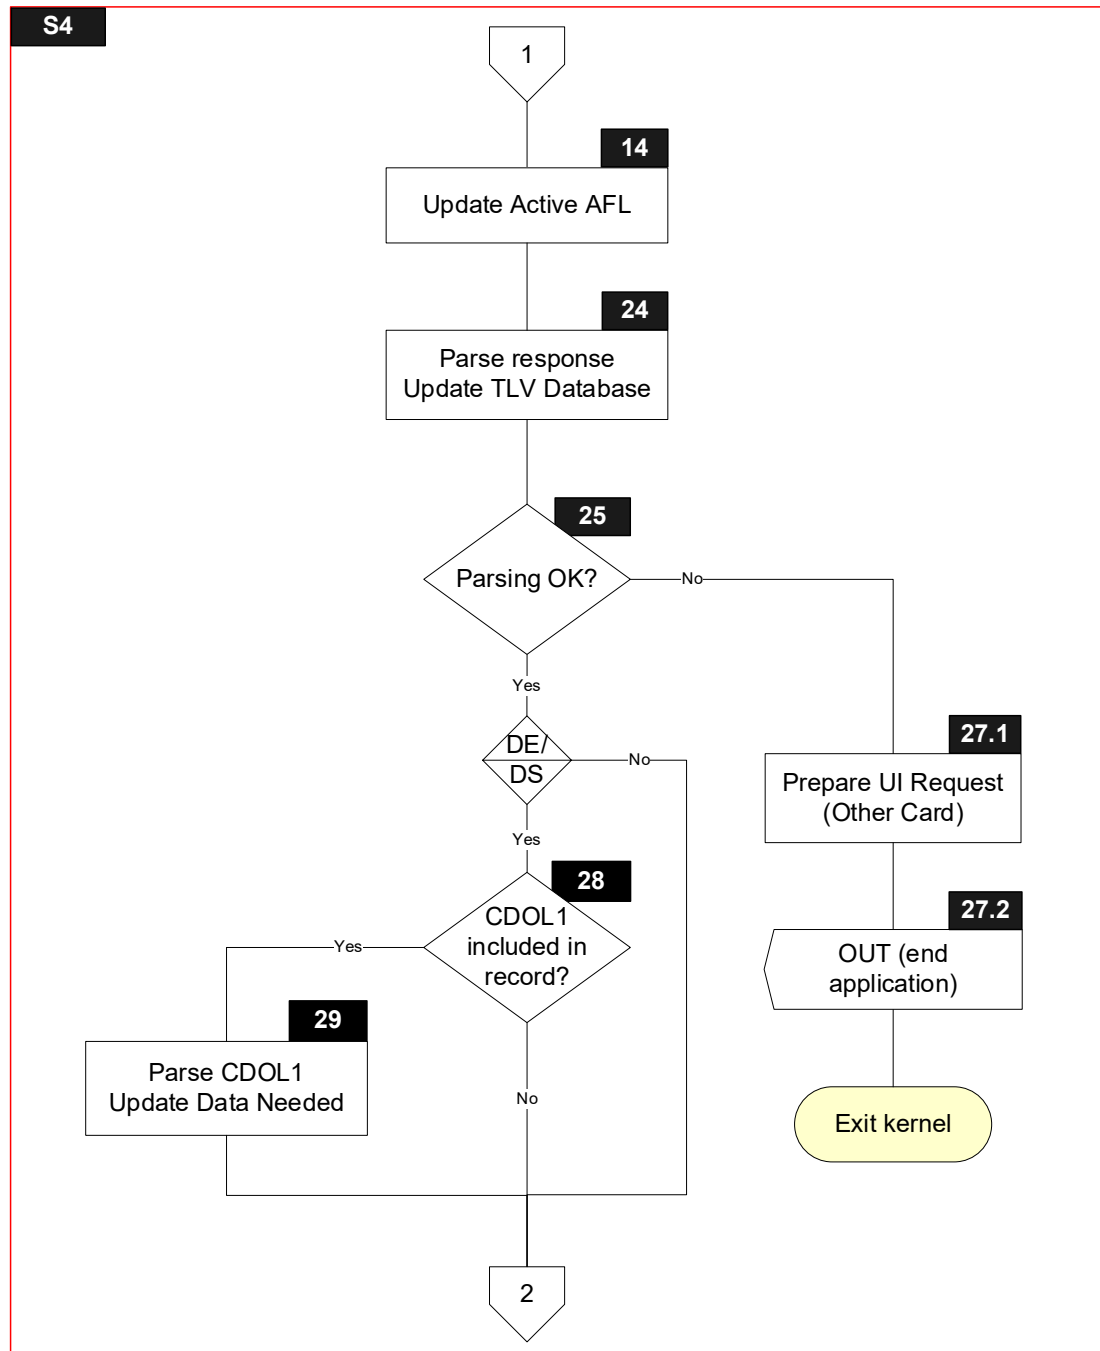 S4
1
14
Update Active AFL
24
Parse response
Update TLV Database
25
Parsing OK?
No
Yes
DE/
DS
No
Yes
27.1
Prepare UI Request
(Other Card)
28
CDOL1
included in
record?
Yes
27.2
OUT (end
application)
29
Parse CDOL1
Update Data Needed
No
Exit kernel
2